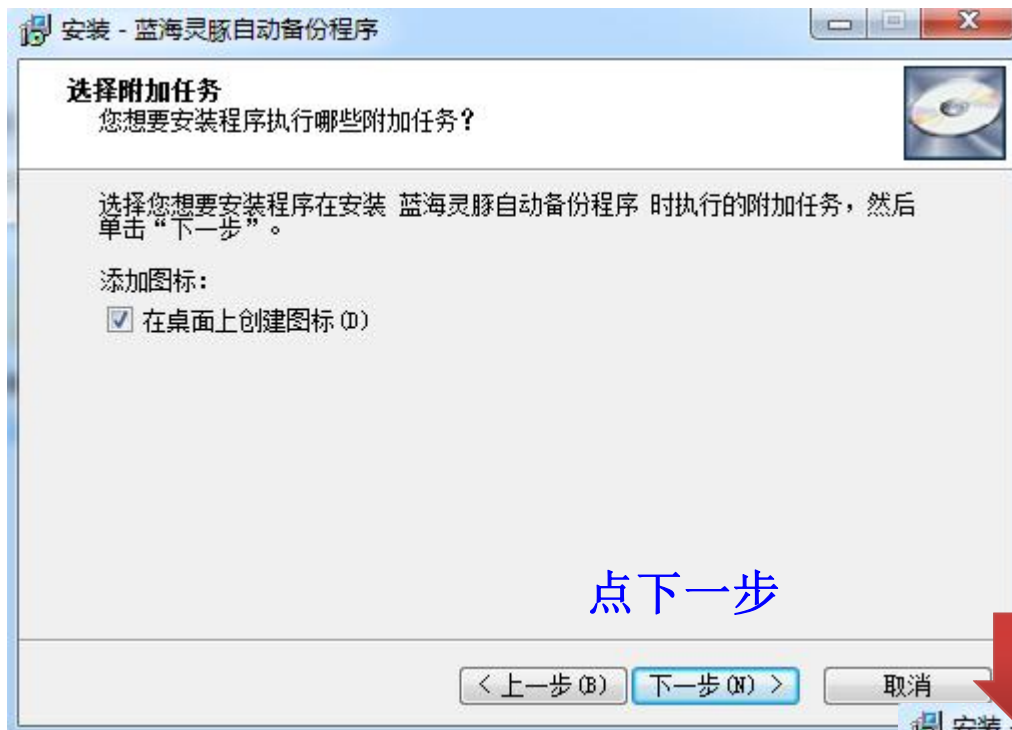 安装 - 蓝海灵豚自动备份程序
选择附加任务
您想要安装程序执行哪些附加任务？
选择您想要安装程序在安装 蓝海灵豚自动备份程序 时执行的附加任务，然后
单击“下一步”。
添加图标：
在桌面上创建图标(D)
点下一步
< 上一步(B)
下一步(N) >
取消
安装